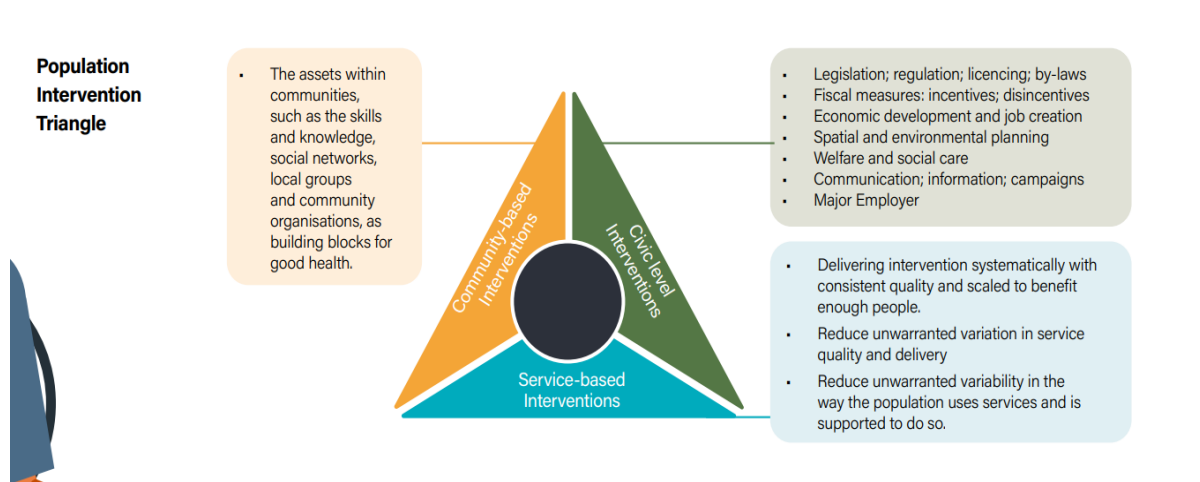 Population
Intervention
Triangle
▪ The assets within
communities,
such as the skills
and knowledge,
social networks,
local groups
and community
organisations, as
building blocks for
good health.
Community-based
Interventions
Civic level
Interventions
Service-based
Interventions
▪ Legislation; regulation; licencing; by-laws
▪ Fiscal measures: incentives; disincentives
▪ Economic development and job creation
▪ Spatial and environmental planning
▪ Welfare and social care
▪ Communication; information; campaigns
▪ Major Employer
▪ Delivering intervention systematically with
consistent quality and scaled to benefit
enough people.
▪ Reduce unwarranted variation in service
quality and delivery
▪ Reduce unwarranted variability in the
way the population uses services and is
supported to do so.